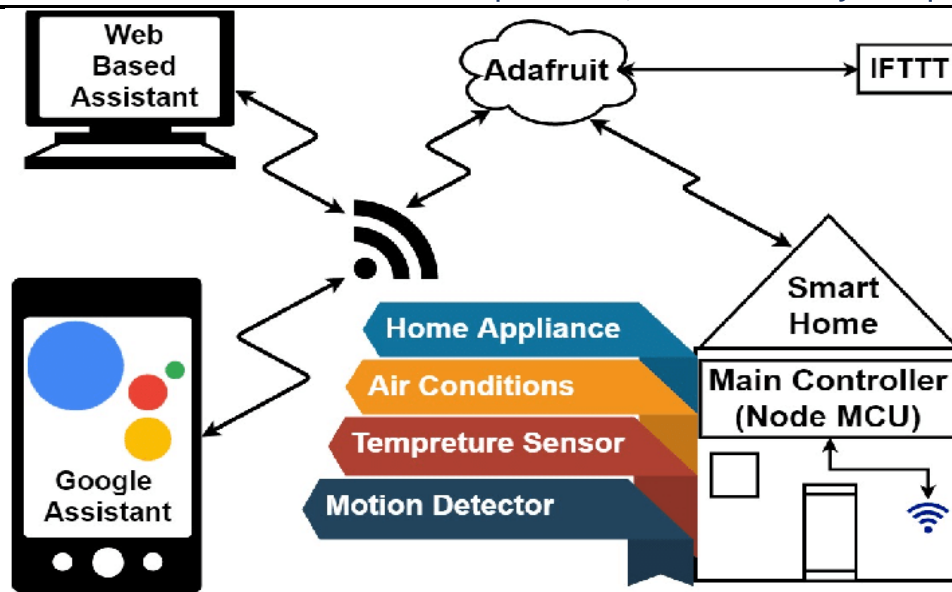 Web
Based
Assistant
Adafruit
IFTTT
Smart
Home
Home Appliance
Air Conditions
Tempreture Sensor
Motion Detector
Main Controller
(Node MCU)
Google
Assistant